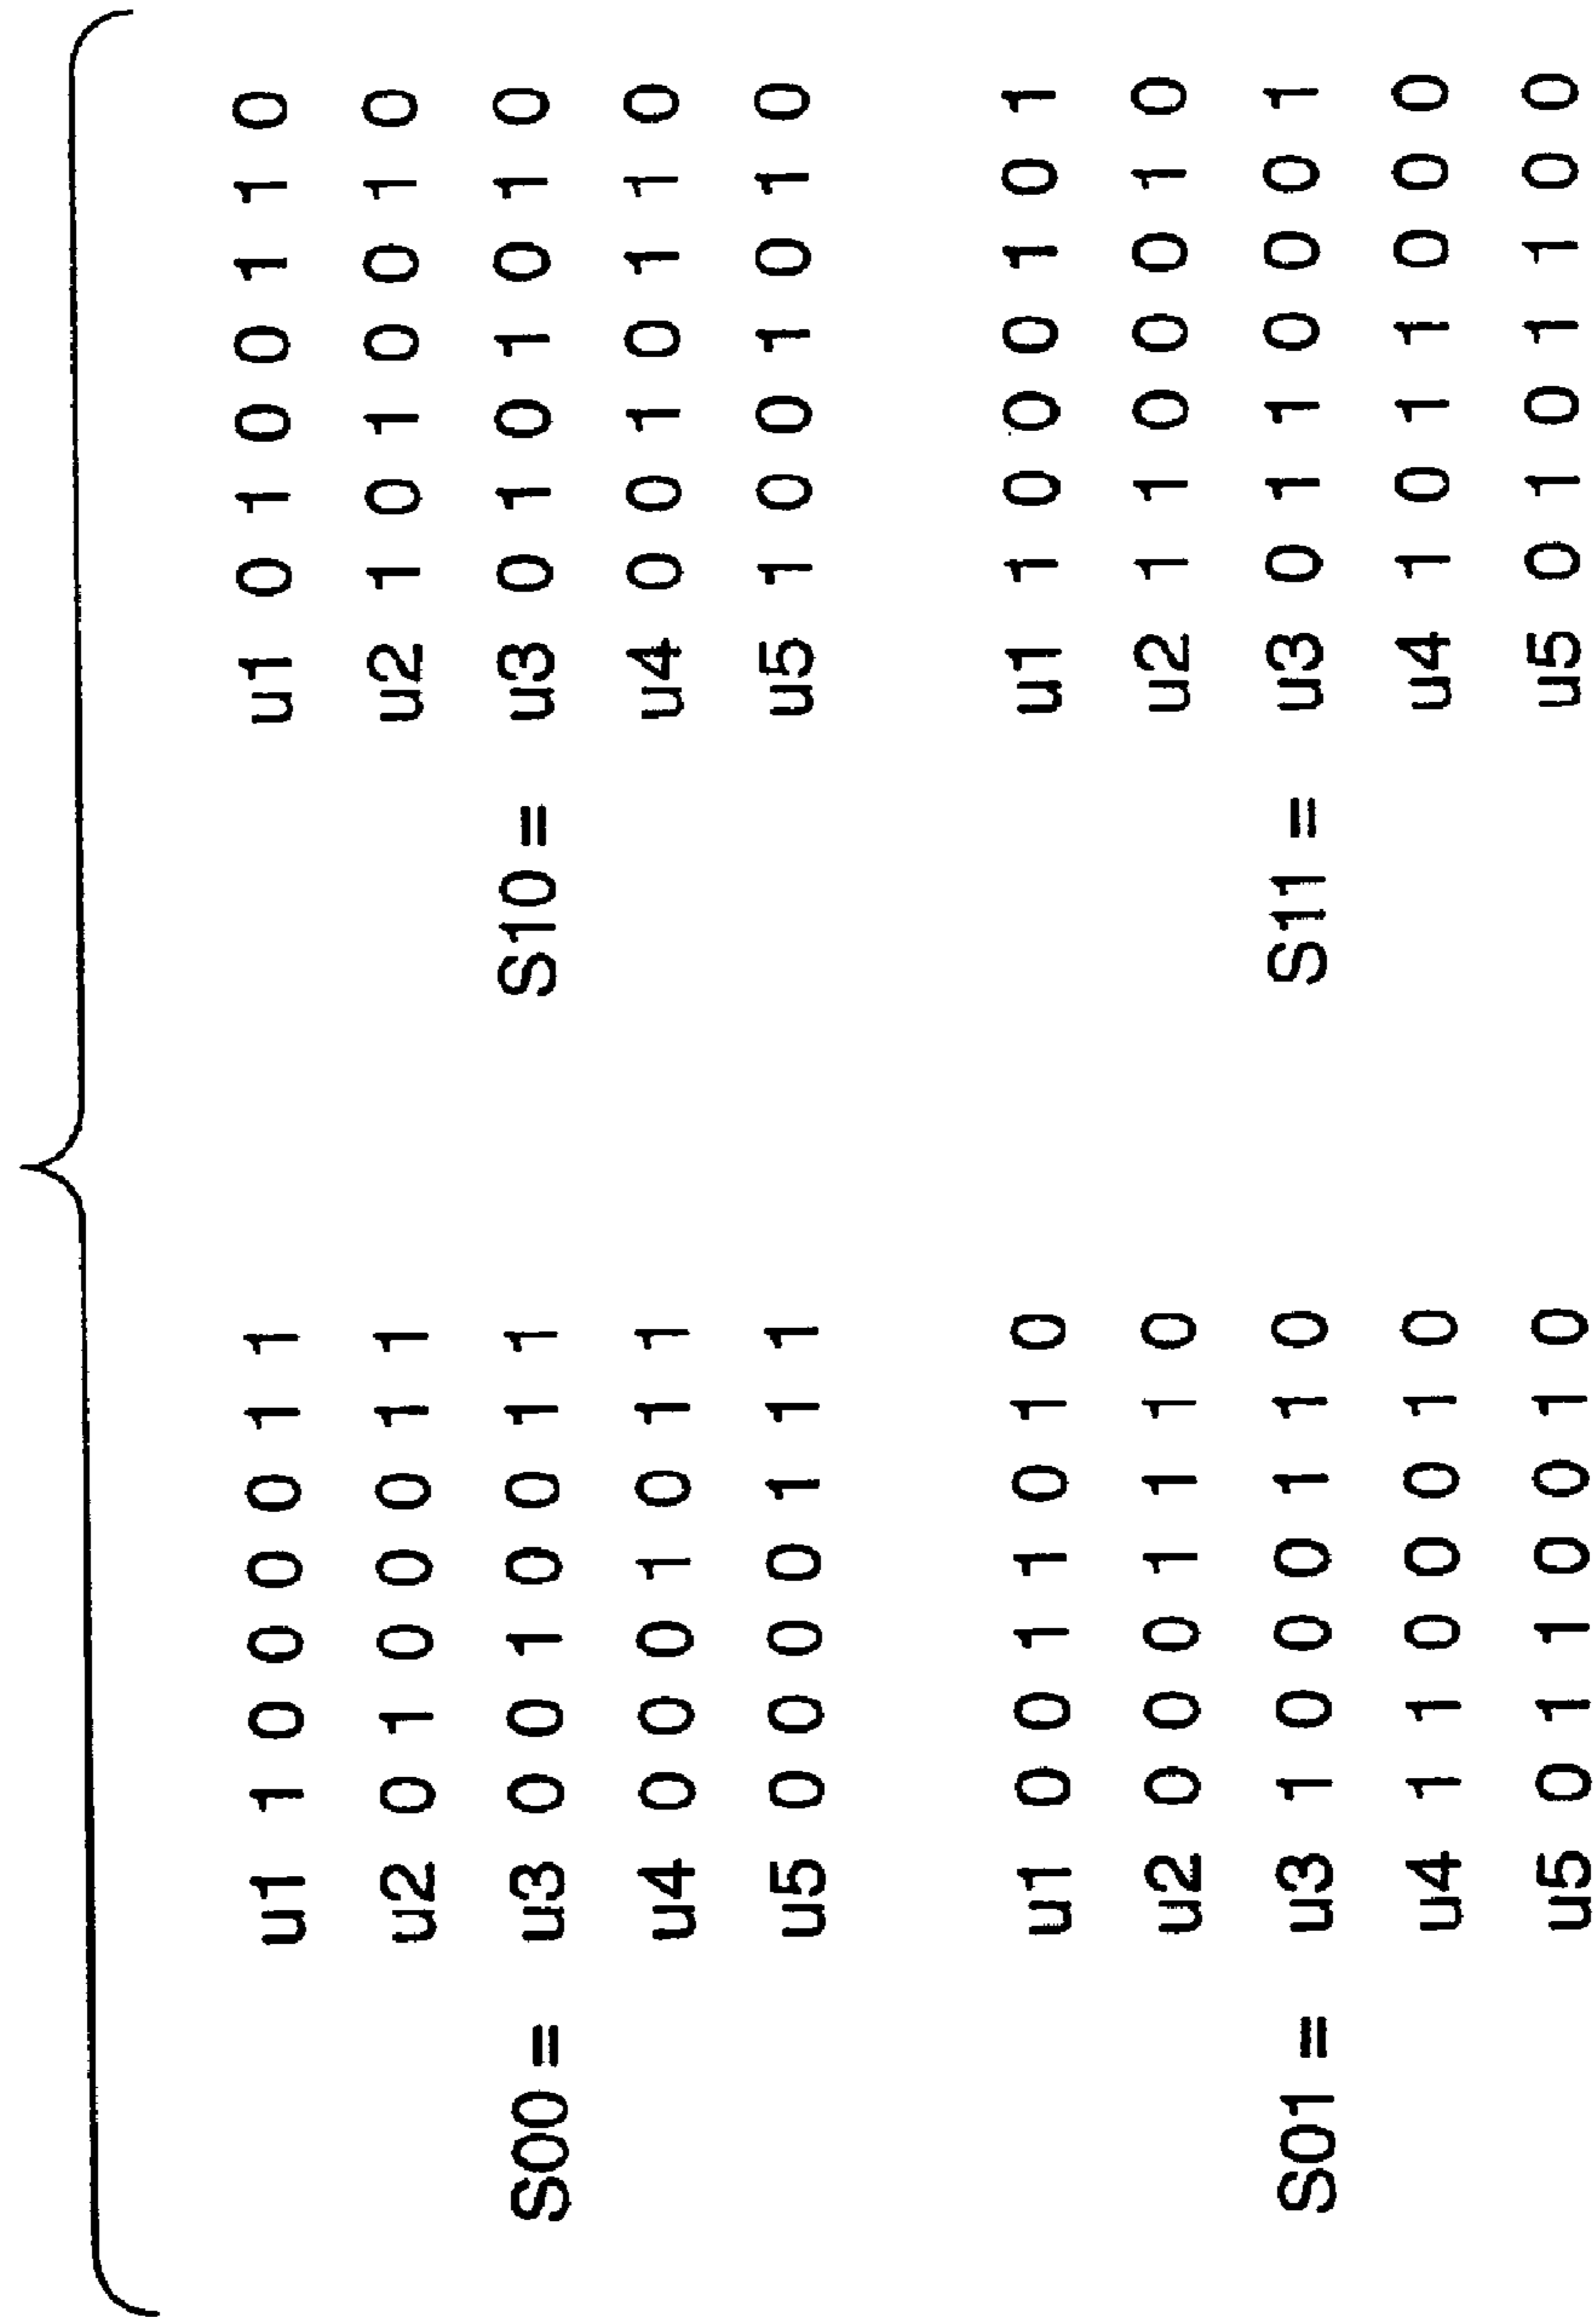 u1 1 0 0 0 0 1 1 u1 0 1 0 0 1 1 0
u2 0 1 0 0 0 1 1 u2 1 0 1 0 0 1 0
S00 = u3 0 0 1 0 0 1 1 S10 = u3 0 1 0 1 0 1 0
u4 0 0 0 1 0 1 1 u4 0 0 1 0 1 1 0
u5 0 0 0 0 1 1 1 u5 1 0 0 1 0 1 0
u1 0 0 1 1 0 1 0 u1 1 0 0 0 1 0 1
u2 0 0 0 1 1 1 0 u2 1 1 0 0 0 1 0
S01 = u3 1 0 0 0 1 1 0 S11 = u3 0 1 1 0 0 0 1
u4 1 1 0 0 0 1 0 u4 1 0 1 1 0 0 0
u5 0 1 1 0 0 1 0 u5 0 1 0 1 1 0 0